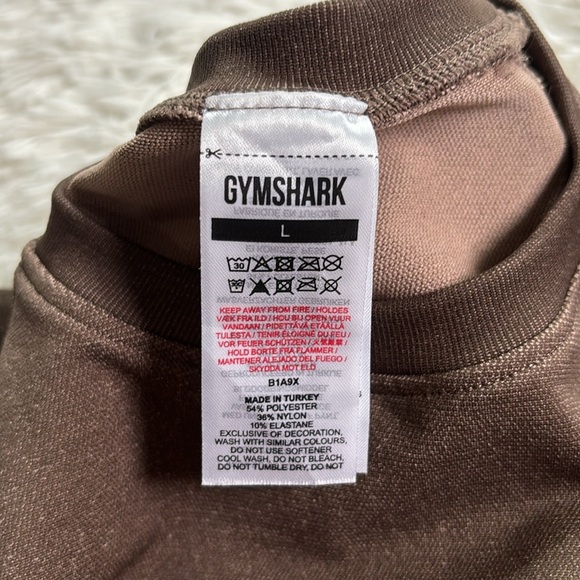 GYMSHARK
L
30
KEEP AWAY FROM FIRE / HOLDES
VÆK FRA ILD / HOU BIJ OPEN VUUR
VANDAAN / PIDETTÄVÄ ETÄÄLLÄ
TULESTA / TENIR ÉLOIGNÉ DU FEU /
VOR FEUER SCHÜTZEN /
HOLD BORTE FRA FLAMMER /
MANTENER ALEJADO DEL FUEGO /
SKYDDA MOT ELD
B1A9X
MADE IN TURKEY
54% POLYESTER
36% NYLON
10% ELASTANE
EXCLUSIVE OF DECORATION,
WASH WITH SIMILAR COLOURS,
DO NOT USE SOFTENER
COOL WASH, DO NOT BLEACH,
DO NOT TUMBLE DRY, DO NOT